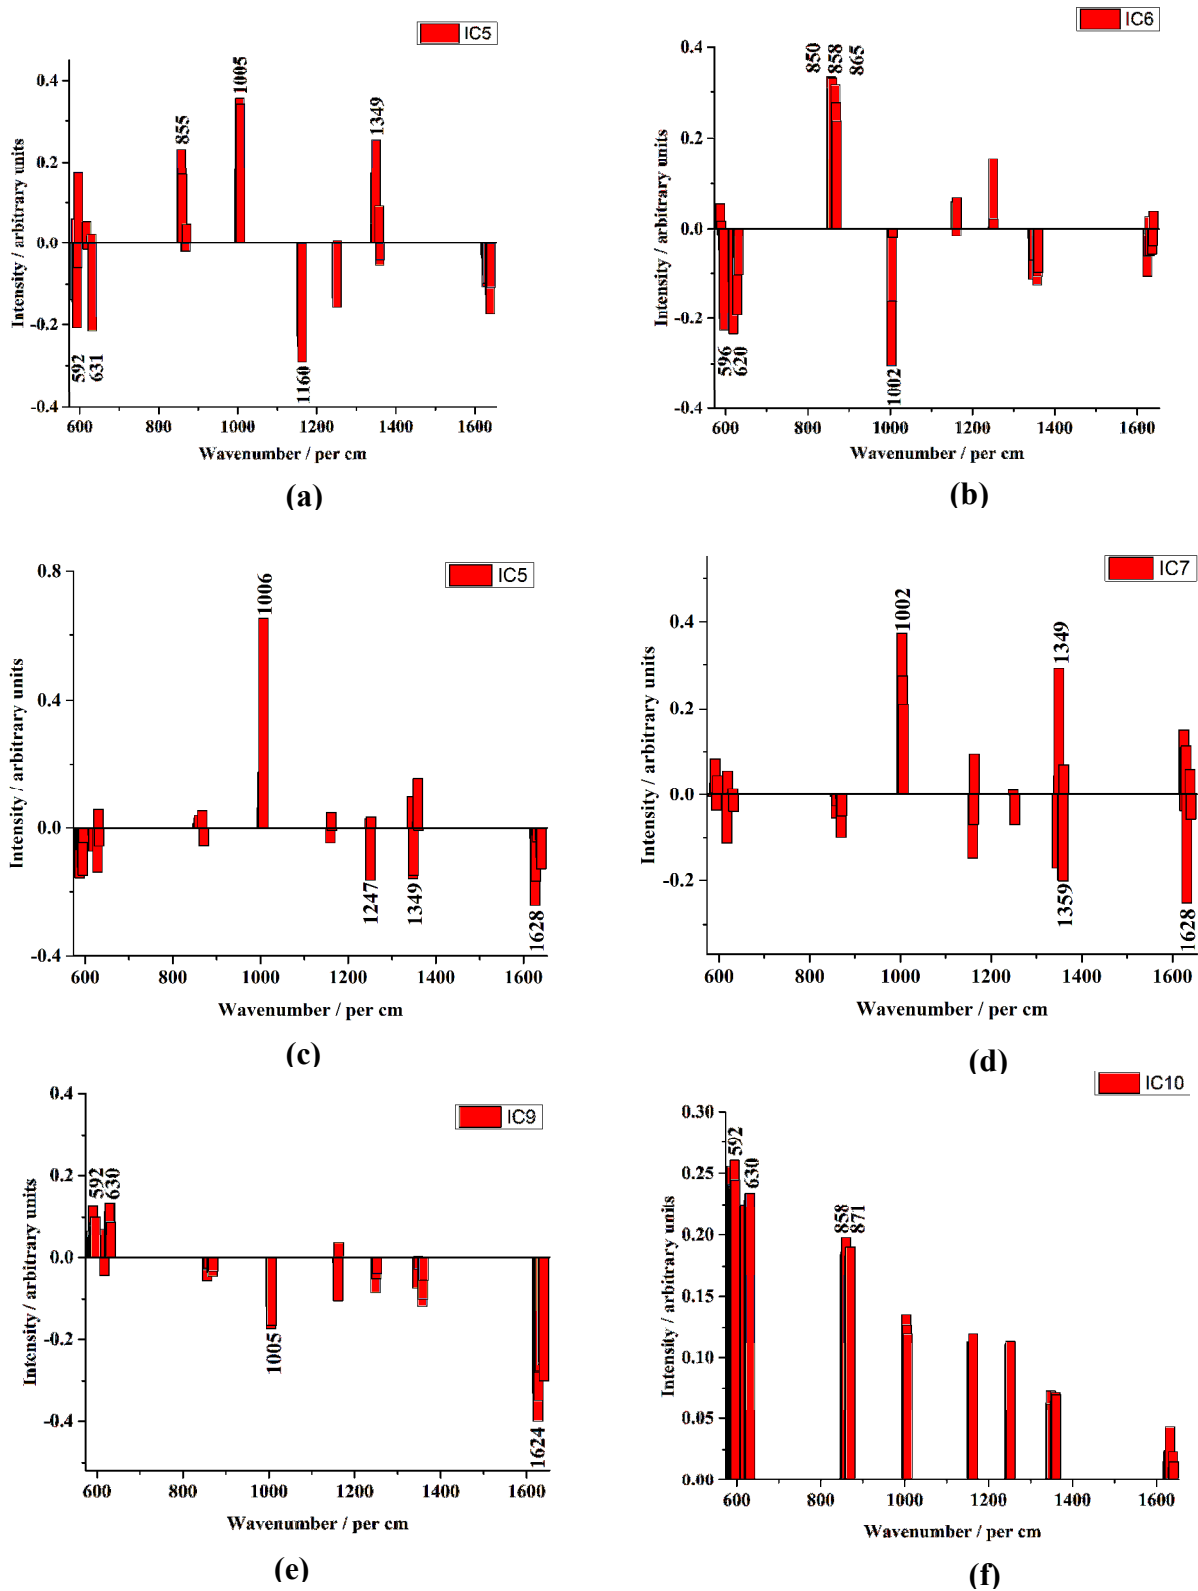 IC5
1005
855
1349
0.4
0.2
0.0
-0.2
-0.4
Intensity / arbitrary units
592
631
1160
600 800 1000 1200 1400 1600
Wavenumber / per cm
(a)
IC6
850
858
865
0.4
0.2
0.0
-0.2
-0.4
Intensity / arbitrary units
596
620
1002
600 800 1000 1200 1400 1600
Wavenumber / per cm
(b)
IC5
1006
0.8
0.4
0.0
-0.4
Intensity / arbitrary units
1247
1349
1628
600 800 1000 1200 1400 1600
Wavenumber / per cm
(c)
IC7
1002
1349
0.4
0.2
0.0
-0.2
Intensity / arbitrary units
1359
1628
600 800 1000 1200 1400 1600
Wavenumber / per cm
(d)
IC9
592
630
0.4
0.2
0.0
-0.2
-0.4
Intensity / arbitrary units
1005
1624
600 800 1000 1200 1400 1600
Wavenumber / per cm
(e)
IC10
592
630
858
871
0.30
0.25
0.20
0.15
0.10
0.05
0.00
Intensity / arbitrary units
600 800 1000 1200 1400 1600
Wavenumber / per cm
(f)